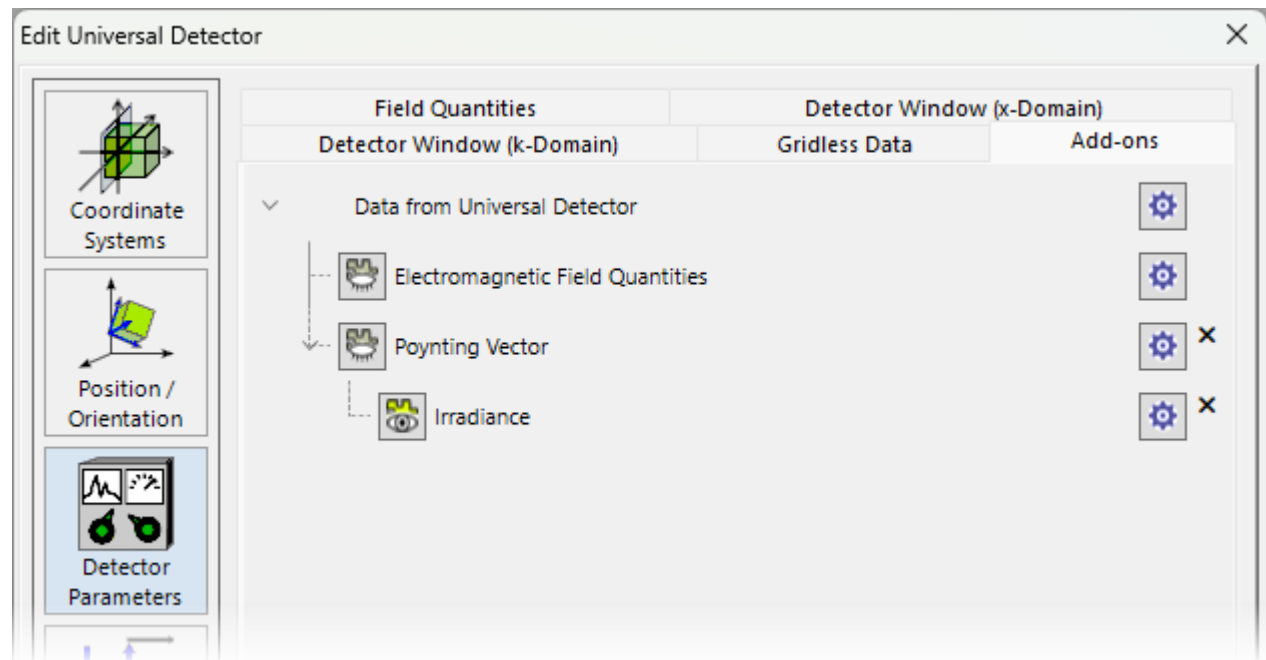 Edit Universal Detector
Field Quantities
Detector Window (x-Domain)
Detector Window (k-Domain)
Gridless Data
Add-ons
Coordinate
Systems
Position /
Orientation
Detector
Parameters
Data from Universal Detector
Electromagnetic Field Quantities
Poynting Vector
Irradiance